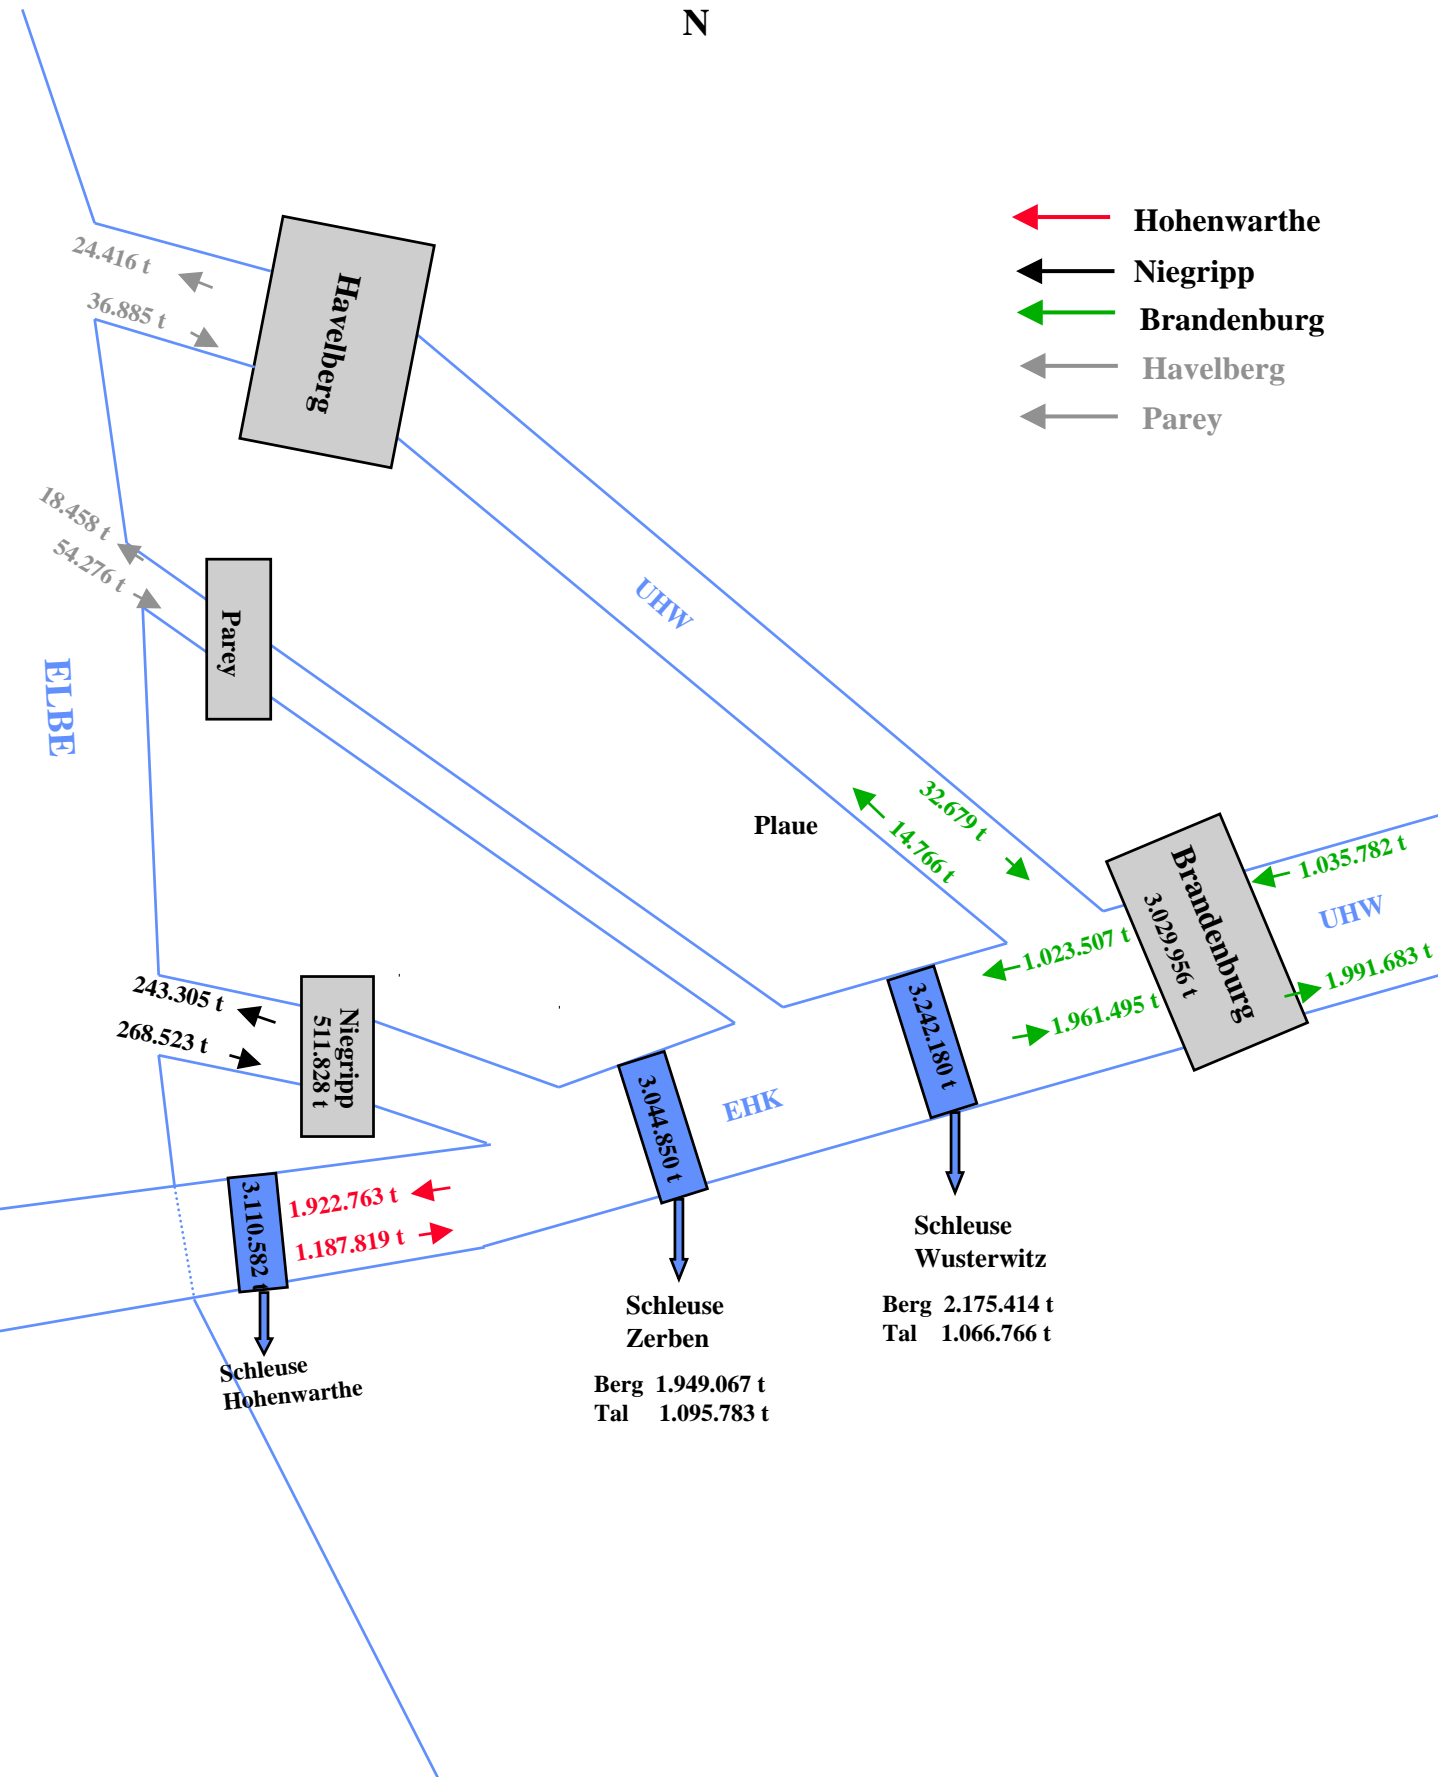 N
Hohenwarthe
Niegripp
Brandenburg
Havelberg
Parey
24.416 t
36.885 t
Havelberg
18.458 t
54.276 t
Parey
UHW
ELBE
Plaue
32.679 t
14.766 t
Brandenburg
3.029.956 t
1.035.782 t
UHW
1.991.683 t
1.023.507 t
1.961.495 t
243.305 t
268.523 t
Niegripp
511.828 t
3.242.180 t
3.044.850 t
EHK
3.110.582 t
1.922.763 t
1.187.819 t
Schleuse
Wusterwitz
Berg 2.175.414 t
Tal 1.066.766 t
Schleuse
Zerben
Berg 1.949.067 t
Tal 1.095.783 t
Schleuse
Hohenwarthe